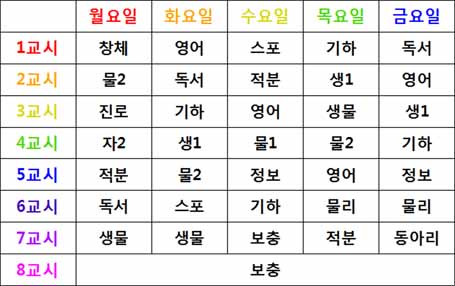 월요일 화요일 수요일 목요일 금요일
1교시 창체 영어 스포 기하 독서
2교시 물2 독서 적분 생1 영어
3교시 진로 기하 영어 생물 생1
4교시 자2 생1 물1 물2 기하
5교시 적분 물2 정보 영어 정보
6교시 독서 스포 기하 물리 물리
7교시 생물 생물 보충 적분 동아리
8교시 보충